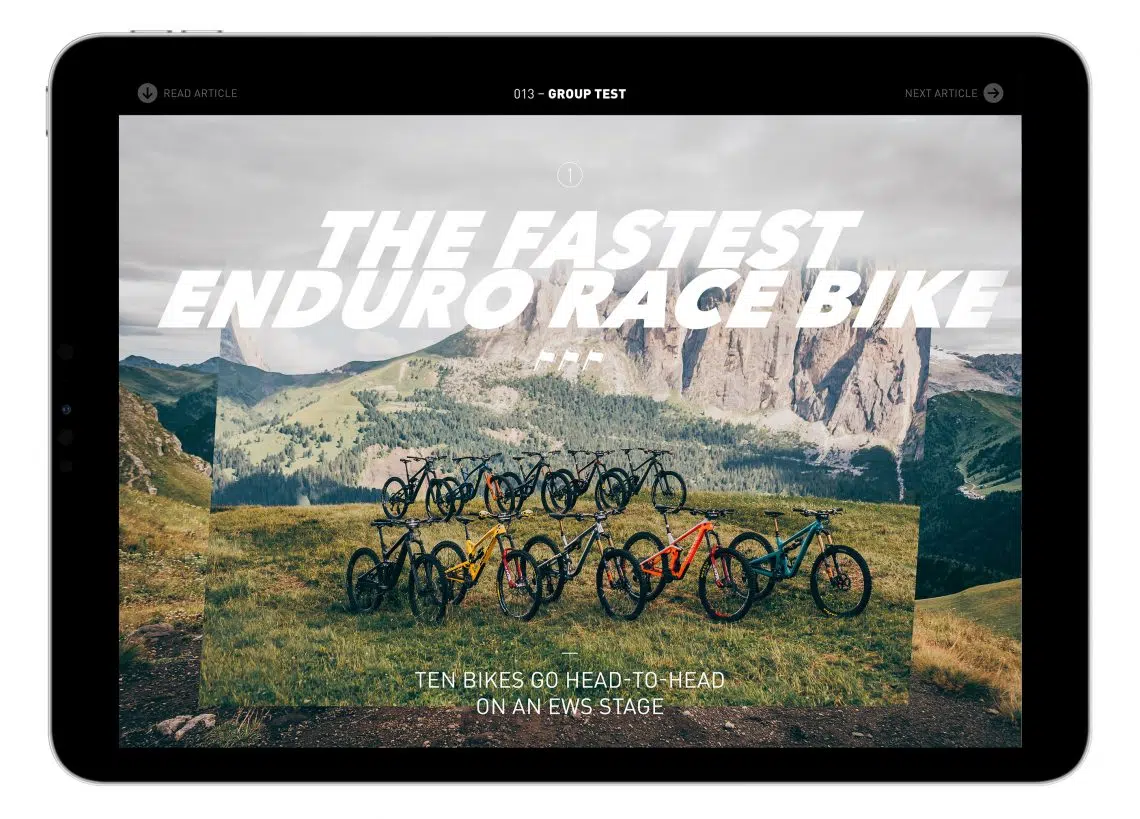 READ ARTICLE
013 – GROUP TEST
NEXT ARTICLE
1
THE FASTEST
ENDURO RACE BIKE
TEN BIKES GO HEAD-TO-HEAD
ON AN EWS STAGE